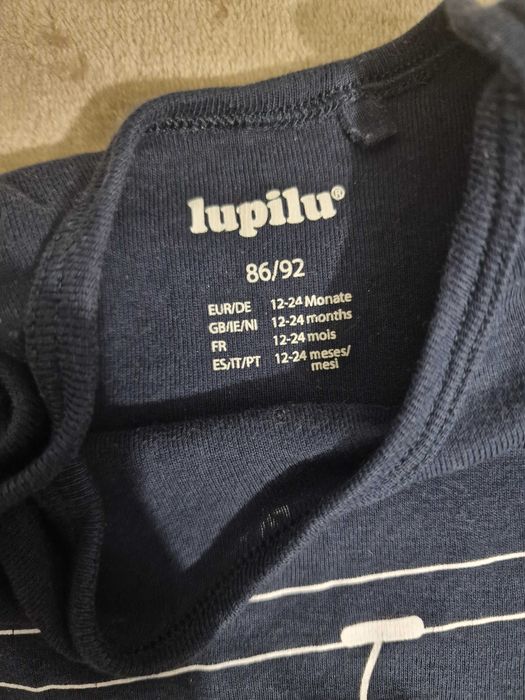 lupilu®
86/92
EUR/DE 12-24 Monate
GB/IE/NI 12-24 months
FR 12-24 mois
ES/IT/PT 12-24 meses/
mesi